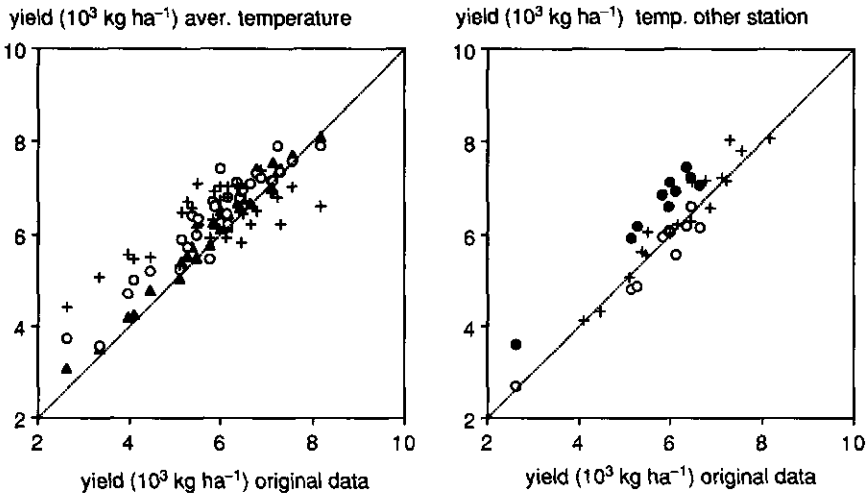 yield (10³ kg ha⁻¹) aver. temperature
10
8
6
4
2
2 4 6 8 10
yield (10³ kg ha⁻¹) original data
yield (10³ kg ha⁻¹) temp. other station
10
8
6
4
2
2 4 6 8 10
yield (10³ kg ha⁻¹) original data